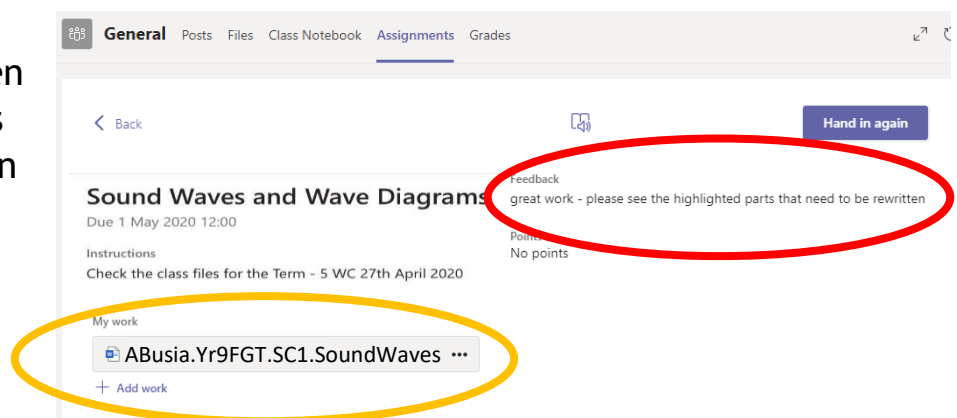 General Posts Files Class Notebook Assignments Grades
en
s
n
Back
Hand in again
Sound Waves and Wave Diagrams
Due 1 May 2020 12:00
Instructions
Check the class files for the Term - 5 WC 27th April 2020
My work
ABusia.Yr9FGT.SC1.SoundWaves ...
+ Add work
Feedback
great work - please see the highlighted parts that need to be rewritten
Points
No points